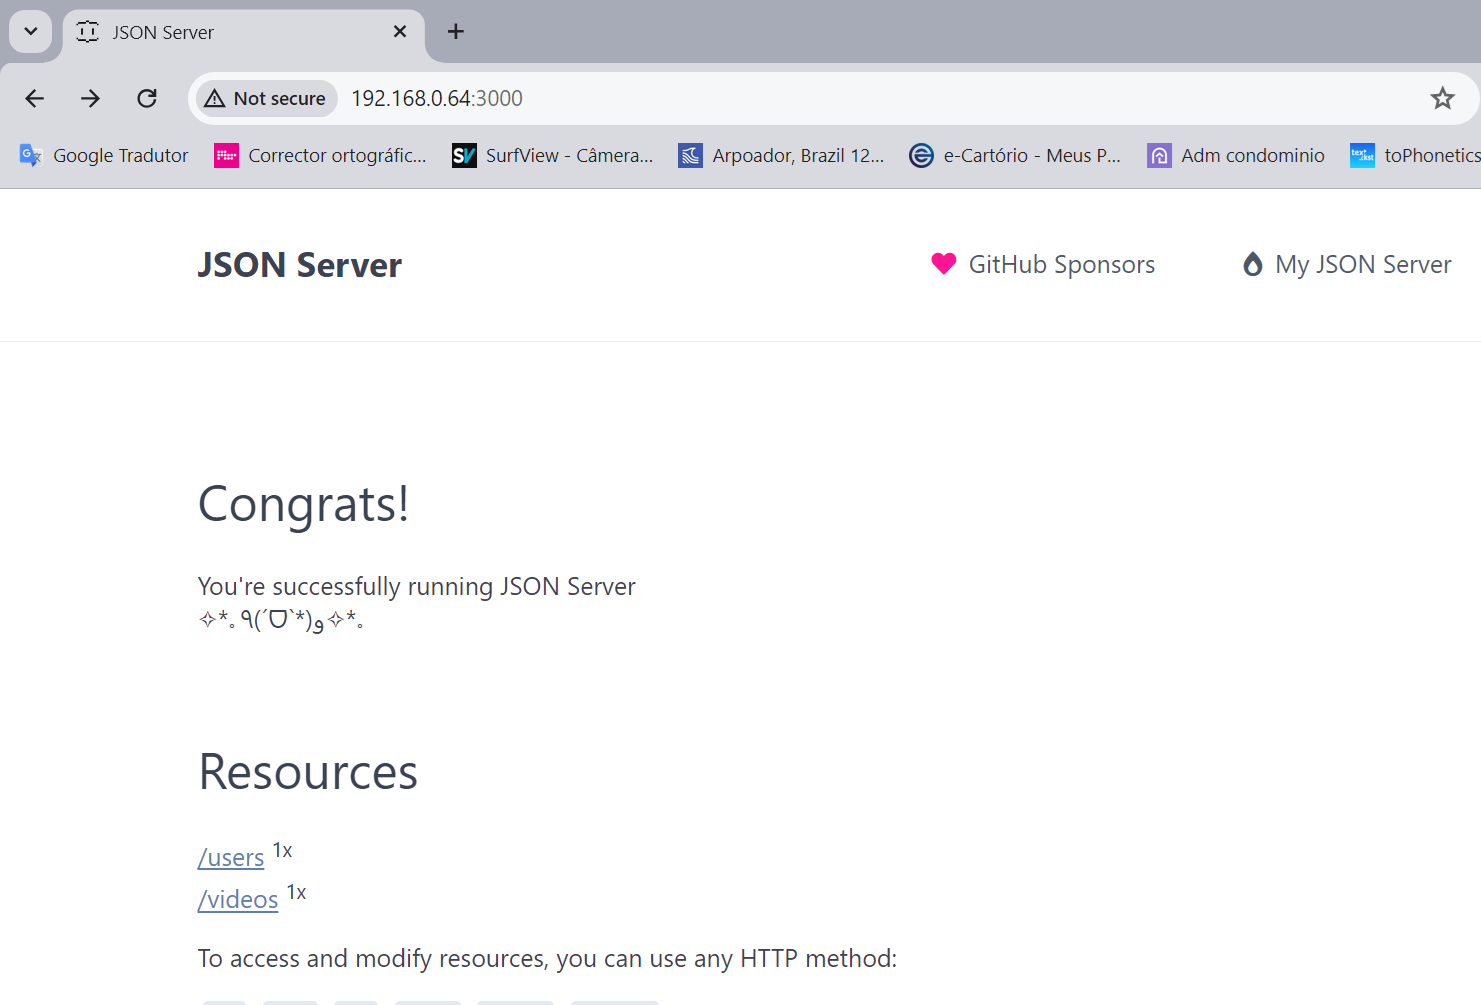 JSON Server
Not secure 192.168.0.64:3000
Google Tradutor Corrector ortográfic... SurfView - Câmera... Arpoador, Brazil 12... e-Cartório - Meus P... Adm condominio toPhonetics
JSON Server GitHub Sponsors My JSON Server
Congrats!
You're successfully running JSON Server
✧*｡٩(ˊᗜˋ*)و✧*｡
Resources
/users 1x
/videos 1x
To access and modify resources, you can use any HTTP method: